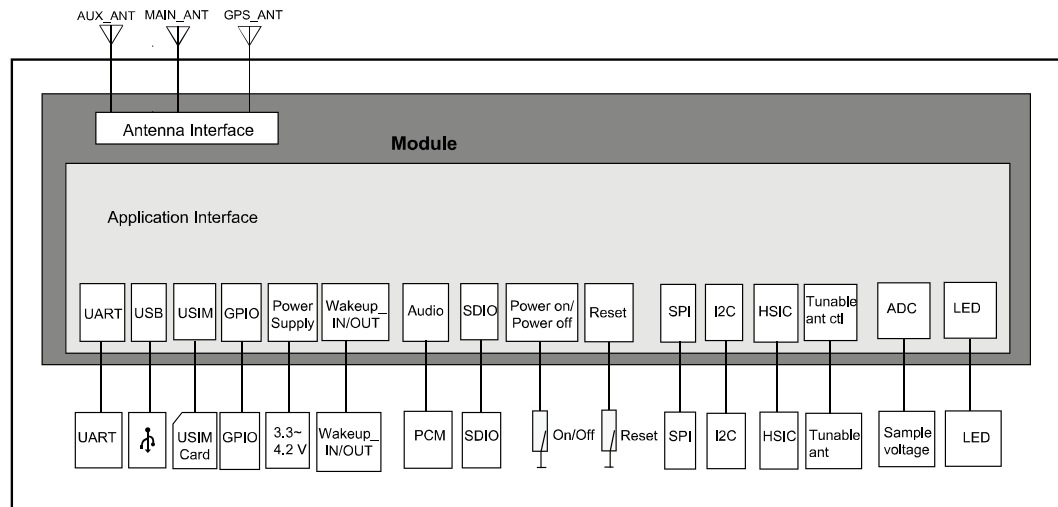 AUX_ANT MAIN_ANT GPS_ANT
Antenna Interface
Module
Application Interface
UART USB USIM GPIO Power Supply Wakeup_ IN/OUT Audio SDIO Power on/ Power off Reset SPI I2C HSIC Tunable ant ctl ADC LED
UART USIM Card GPIO 3.3~ 4.2 V Wakeup_ IN/OUT PCM SDIO On/Off Reset SPI I2C HSIC Tunable ant Sample voltage LED